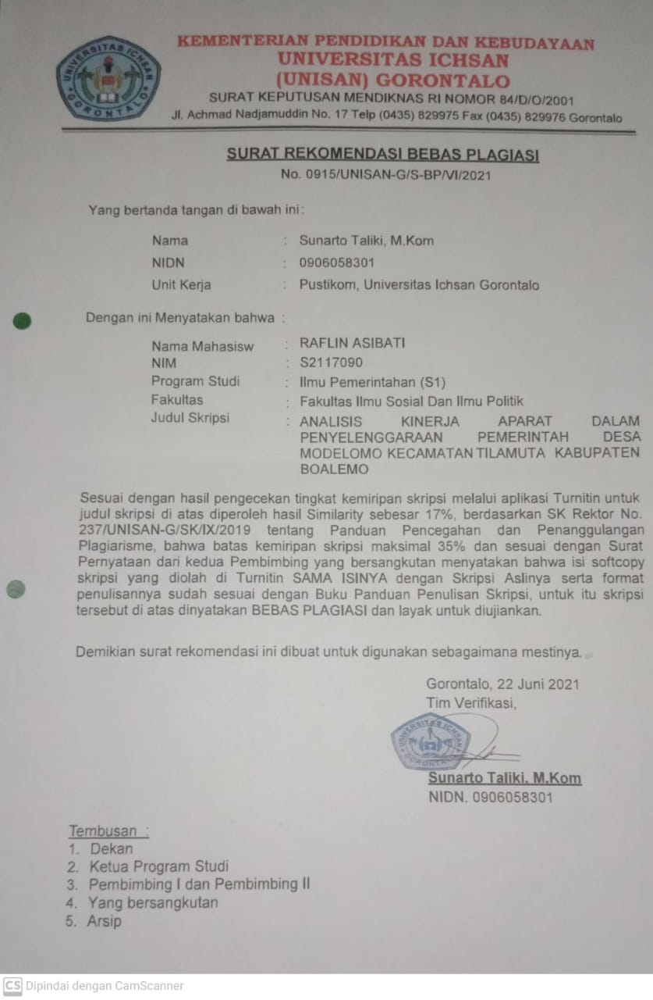 UNIVERSITAS ICHSAN
GORONTALO
KEMENTERIAN PENDIDIKAN DAN KEBUDAYAAN
UNIVERSITAS ICHSAN
(UNISAN) GORONTALO
SURAT KEPUTUSAN MENDIKNAS RI NOMOR 84/D/O/2001
Jl. Achmad Nadjamuddin No. 17 Telp (0435) 829975 Fax (0435) 829976 Gorontalo
SURAT REKOMENDASI BEBAS PLAGIASI
No. 0915/UNISAN-G/S-BP/VI/2021
Yang bertanda tangan di bawah ini :
Nama : Sunarto Taliki, M.Kom
NIDN : 0906058301
Unit Kerja : Pustikom, Universitas Ichsan Gorontalo
Dengan ini Menyatakan bahwa :
Nama Mahasisw : RAFLIN ASIBATI
NIM : S2117090
Program Studi : Ilmu Pemerintahan (S1)
Fakultas : Fakultas Ilmu Sosial Dan Ilmu Politik
Judul Skripsi : ANALISIS KINERJA APARAT DALAM
PENYELENGGARAAN PEMERINTAH DESA
MODELOMO KECAMATAN TILAMUTA KABUPATEN
BOALEMO
Sesuai dengan hasil pengecekan tingkat kemiripan skripsi melalui aplikasi Turnitin untuk
judul skripsi di atas diperoleh hasil Similarity sebesar 17%, berdasarkan SK Rektor No.
237/UNISAN-G/SK/IX/2019 tentang Panduan Pencegahan dan Penanggulangan
Plagiarisme, bahwa batas kemiripan skripsi maksimal 35% dan sesuai dengan Surat
Pernyataan dari kedua Pembimbing yang bersangkutan menyatakan bahwa isi softcopy
skripsi yang diolah di Turnitin SAMA ISINYA dengan Skripsi Aslinya serta format
penulisannya sudah sesuai dengan Buku Panduan Penulisan Skripsi, untuk itu skripsi
tersebut di atas dinyatakan BEBAS PLAGIASI dan layak untuk diujiankan.
Demikian surat rekomendasi ini dibuat untuk digunakan sebagaimana mestinya.
Gorontalo, 22 Juni 2021
Tim Verifikasi,
UNIVERSITAS ICHSAN
GORONTALO
Sunarto Taliki, M.Kom
NIDN. 0906058301
Tembusan :
1. Dekan
2. Ketua Program Studi
3. Pembimbing I dan Pembimbing II
4. Yang bersangkutan
5. Arsip
CS Dipindai dengan CamScanner